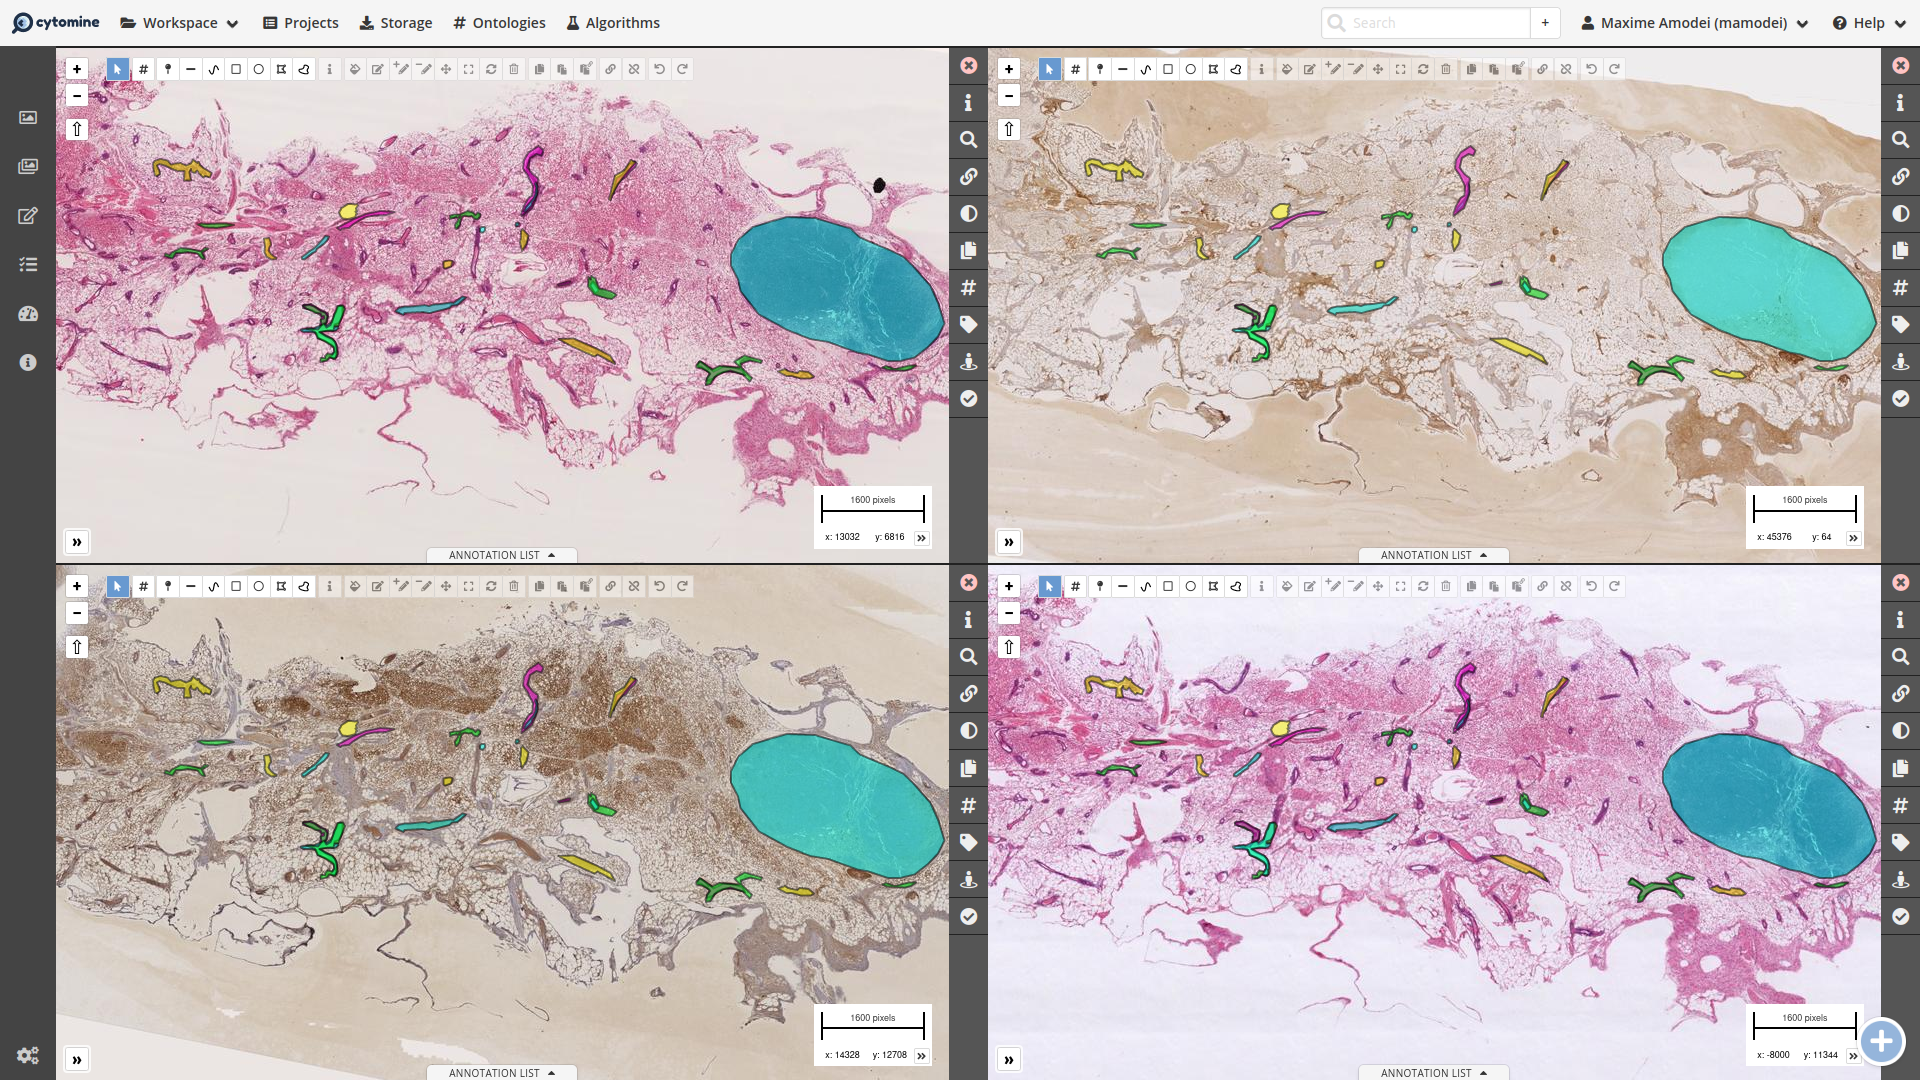 cytomine Workspace Projects Storage Ontologies Algorithms Search + Maxime Amodei (mamodei) Help
1600 pixels
x: 13032 y: 6816
ANNOTATION LIST
1600 pixels
x: 45376 y: 64
ANNOTATION LIST
1600 pixels
x: 14328 y: 12708
ANNOTATION LIST
1600 pixels
x: -8000 y: 11344
ANNOTATION LIST